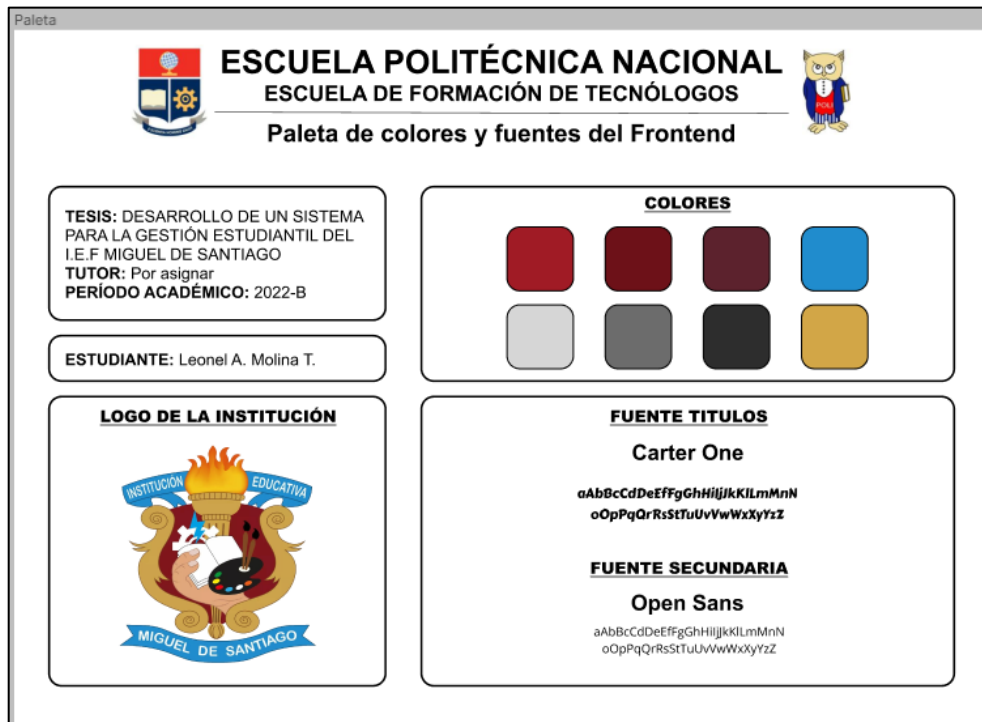 Paleta
ESCUELA POLITÉCNICA NACIONAL
ESCUELA DE FORMACIÓN DE TECNÓLOGOS
Paleta de colores y fuentes del Frontend
POLI
TESIS: DESARROLLO DE UN SISTEMA
PARA LA GESTIÓN ESTUDIANTIL DEL
I.E.F MIGUEL DE SANTIAGO
TUTOR: Por asignar
PERÍODO ACADÉMICO: 2022-B
ESTUDIANTE: Leonel A. Molina T.
COLORES
LOGO DE LA INSTITUCIÓN
INSTITUCIÓN EDUCATIVA
MIGUEL DE SANTIAGO
FUENTE TITULOS
Carter One
aAbBcCdDeEfFgGhHiIjJkKlLmMnN
oOpPqQrRsStTuUvVwWxXyYzZ
FUENTE SECUNDARIA
Open Sans
aAbBcCdDeEfFgGhHiIjJkKlLmMnN
oOpPqQrRsStTuUvVwWxXyYzZ